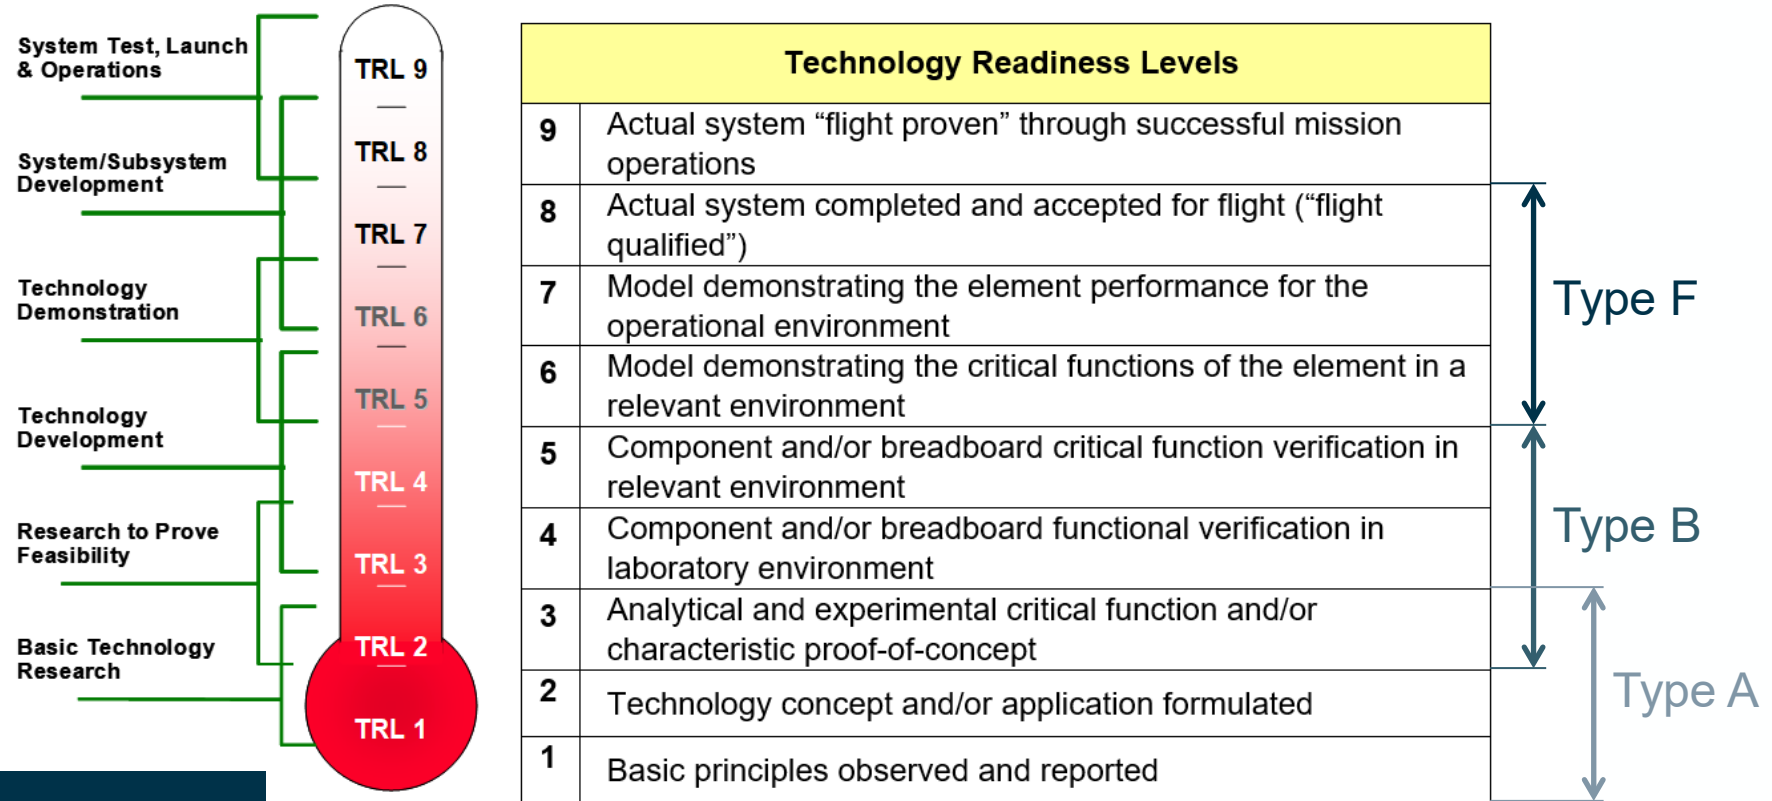 System Test, Launch
& Operations
System/Subsystem
Development
Technology
Demonstration
Technology
Development
Research to Prove
Feasibility
Basic Technology
Research
TRL 9
TRL 8
TRL 7
TRL 6
TRL 5
TRL 4
TRL 3
TRL 2
TRL 1
Technology Readiness Levels
9 Actual system “flight proven” through successful mission
operations
8 Actual system completed and accepted for flight (“flight
qualified”)
7 Model demonstrating the element performance for the
operational environment
6 Model demonstrating the critical functions of the element in a
relevant environment
5 Component and/or breadboard critical function verification in
relevant environment
4 Component and/or breadboard functional verification in
laboratory environment
3 Analytical and experimental critical function and/or
characteristic proof-of-concept
2 Technology concept and/or application formulated
1 Basic principles observed and reported
Type F
Type B
Type A